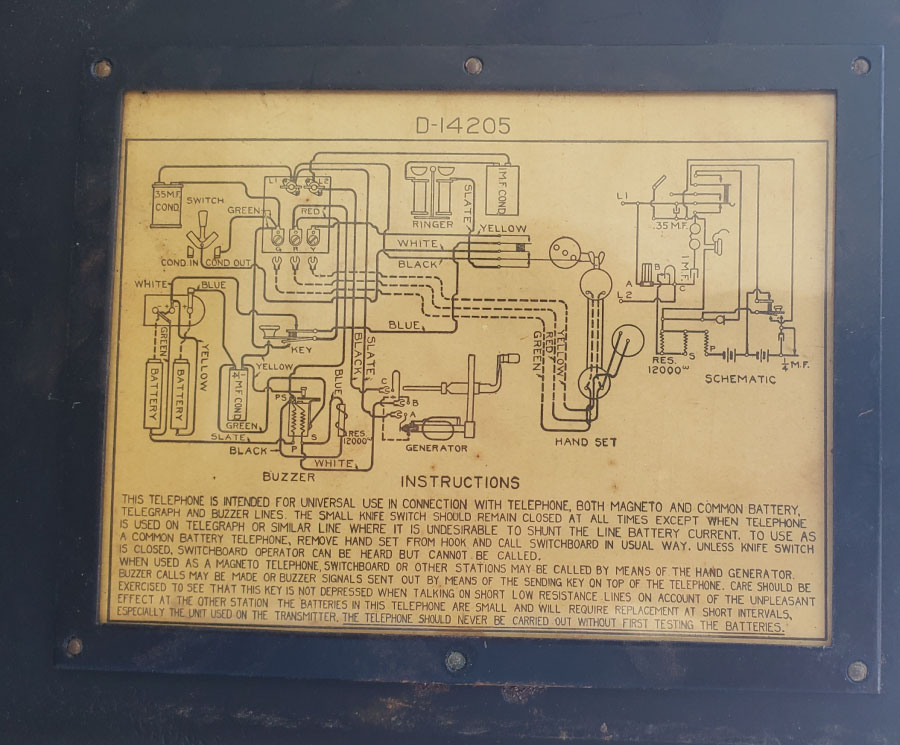 D-14205
L1 L2
.35 M.F. COND.
SWITCH
GREEN RED
G R Y
COND IN COND OUT
RINGER
SLATE
1 M.F. COND
YELLOW
WHITE
BLACK
WHITE BLUE
GREEN YELLOW
BATTERY BATTERY
KEY
BLUE
YELLOW
M.F. COND
GREEN
SLATE
BLACK
PS
S
P
BUZZER
WHITE
BLUE
RES. 12000ω
BLACK SLATE
C
B
A
GENERATOR
GREEN RED YELLOW
HAND SET
L1
.35 M.F.
1 M.F.
A B C
L2
RES. 12000ω
S P
M.F.
SCHEMATIC
INSTRUCTIONS
THIS TELEPHONE IS INTENDED FOR UNIVERSAL USE IN CONNECTION WITH TELEPHONE, BOTH MAGNETO AND COMMON BATTERY,
TELEGRAPH AND BUZZER LINES. THE SMALL KNIFE SWITCH SHOULD REMAIN CLOSED AT ALL TIMES EXCEPT WHEN TELEPHONE
IS USED ON TELEGRAPH OR SIMILAR LINE WHERE IT IS UNDESIRABLE TO SHUNT THE LINE BATTERY CURRENT. TO USE AS
A COMMON BATTERY TELEPHONE, REMOVE HAND SET FROM HOOK AND CALL SWITCHBOARD IN USUAL WAY. UNLESS KNIFE SWITCH
IS CLOSED, SWITCHBOARD OPERATOR CAN BE HEARD BUT CANNOT BE CALLED.
WHEN USED AS A MAGNETO TELEPHONE, SWITCHBOARD OR OTHER STATIONS MAY BE CALLED BY MEANS OF THE HAND GENERATOR.
BUZZER CALLS MAY BE MADE OR BUZZER SIGNALS SENT OUT BY MEANS OF THE SENDING KEY ON TOP OF THE TELEPHONE. CARE SHOULD BE
EXERCISED TO SEE THAT THIS KEY IS NOT DEPRESSED WHEN TALKING ON SHORT LOW RESISTANCE LINES ON ACCOUNT OF THE UNPLEASANT
EFFECT AT THE OTHER STATION THE BATTERIES IN THIS TELEPHONE ARE SMALL AND WILL REQUIRE REPLACEMENT AT SHORT INTERVALS,
ESPECIALLY THE UNIT USED ON THE TRANSMITTER. THE TELEPHONE SHOULD NEVER BE CARRIED OUT WITHOUT FIRST TESTING THE BATTERIES.